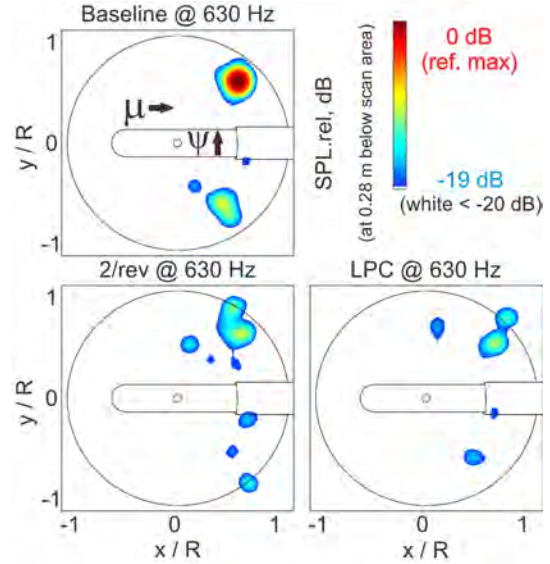 Baseline @ 630 Hz
1
0
-1
y / R
μ
ψ
SPL.rel, dB
(at 0.28 m below scan area)
0 dB
(ref. max)
-19 dB
(white < -20 dB)
2/rev @ 630 Hz
LPC @ 630 Hz
1
0
-1
y / R
-1 0 1
-1 0 1
x / R
x / R